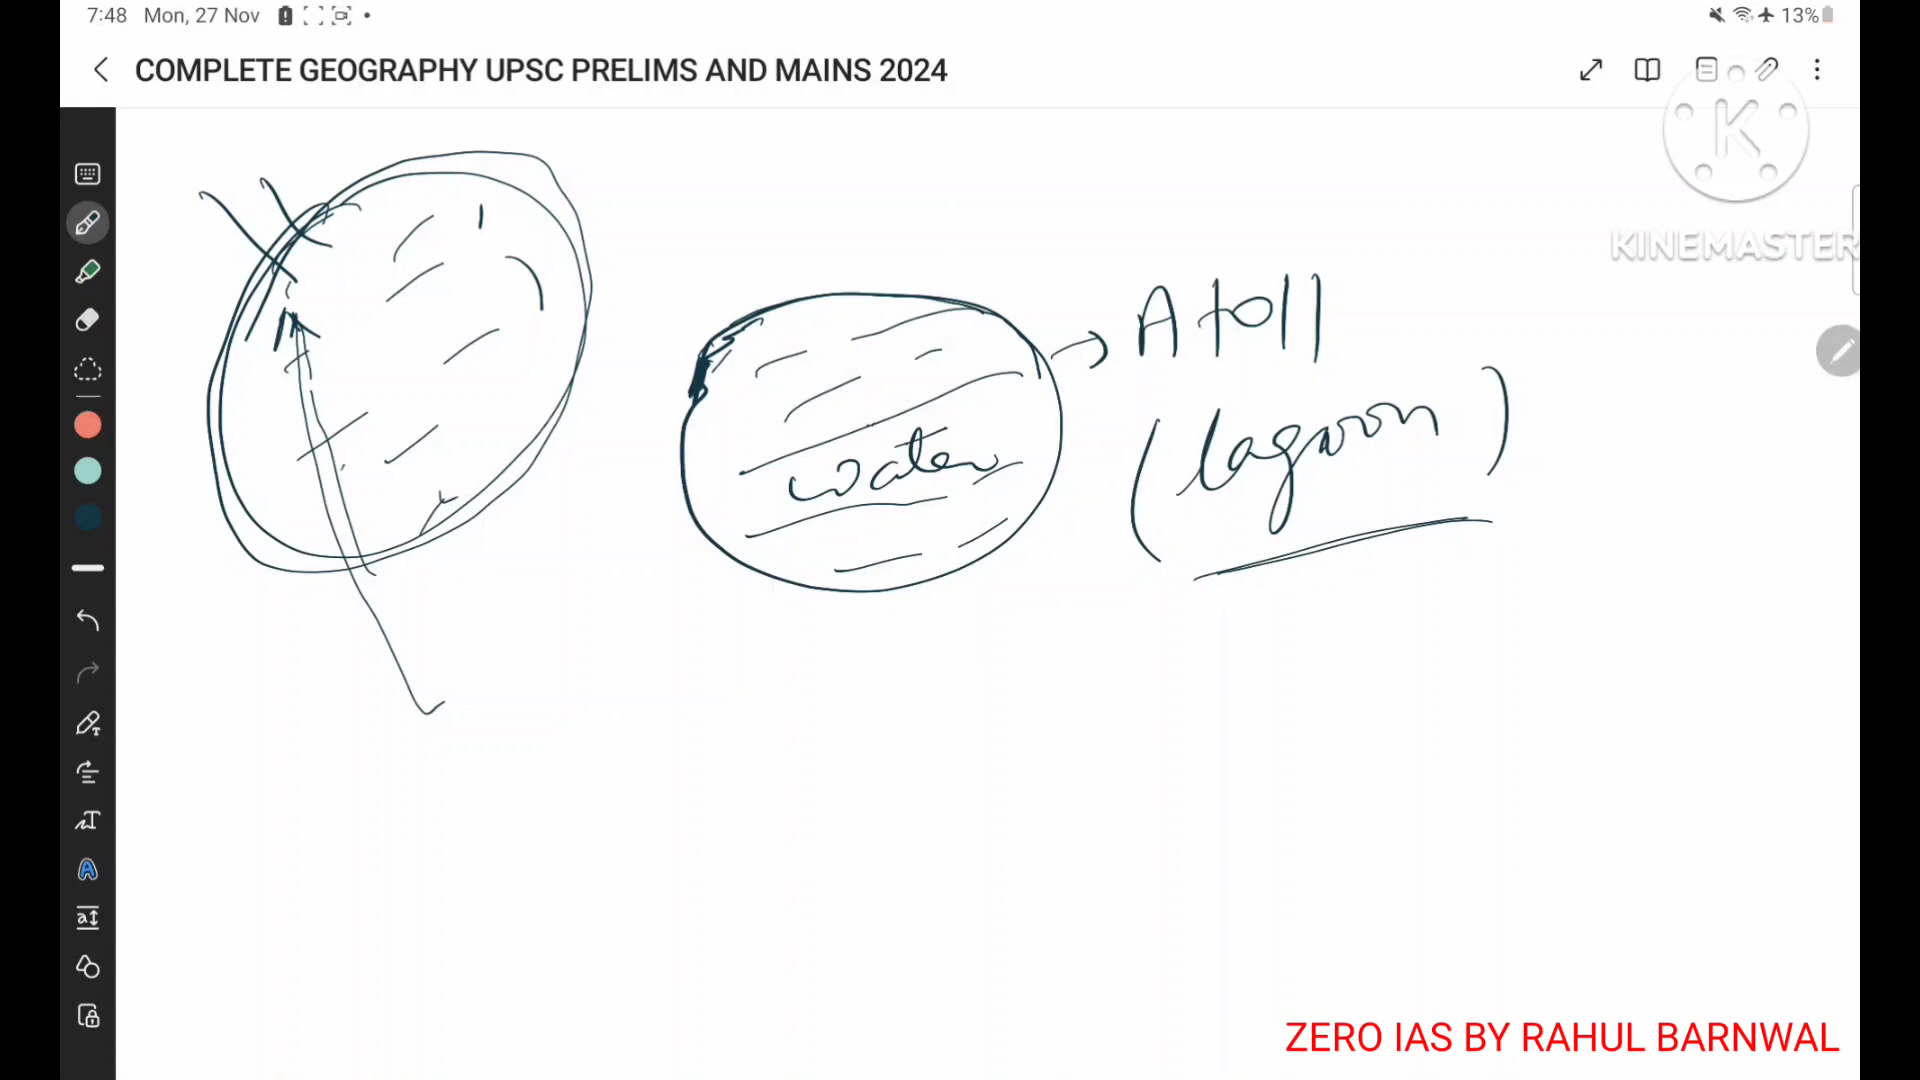 7:48 Mon, 27 Nov
13%
COMPLETE GEOGRAPHY UPSC PRELIMS AND MAINS 2024
K
KINEMASTER
Atoll
(lagoon)
water
ZERO IAS BY RAHUL BARNWAL